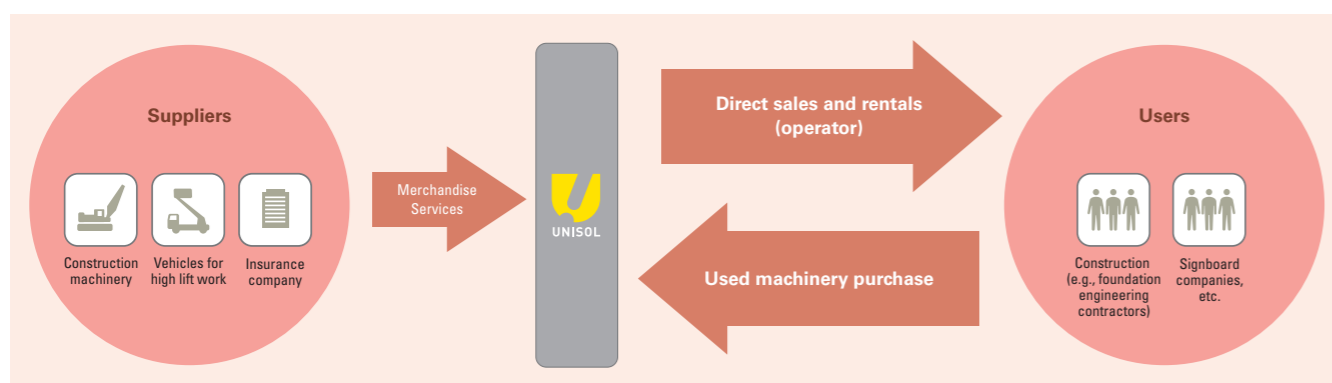 Suppliers
Construction
machinery
Vehicles for
high lift work
Insurance
company
Merchandise
Services
UNISOL
Direct sales and rentals
(operator)
Used machinery purchase
Users
Construction
(e.g., foundation
engineering
contractors)
Signboard
companies,
etc.